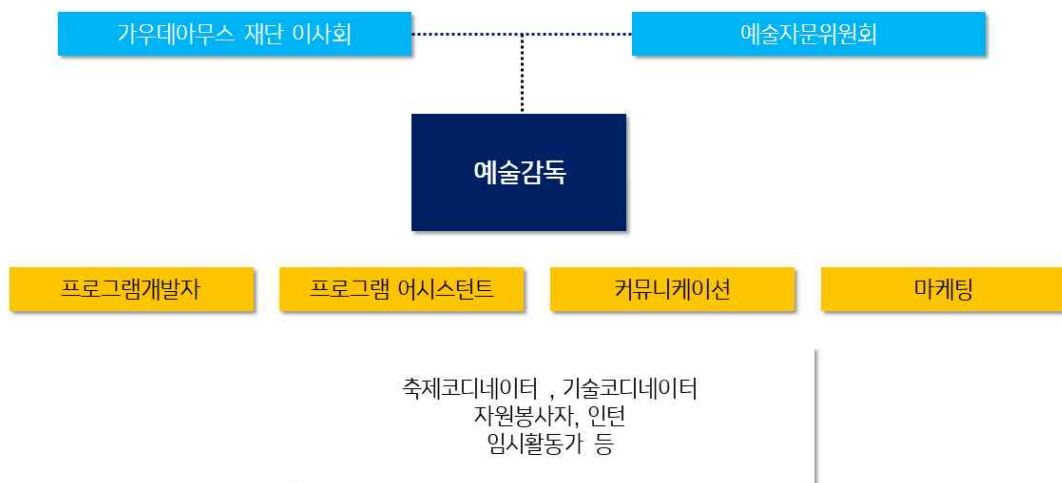 가우데아무스 재단 이사회
예술자문위원회
예술감독
프로그램개발자
프로그램 어시스턴트
커뮤니케이션
마케팅
축제코디네이터 , 기술코디네이터
자원봉사자, 인턴
임시활동가 등